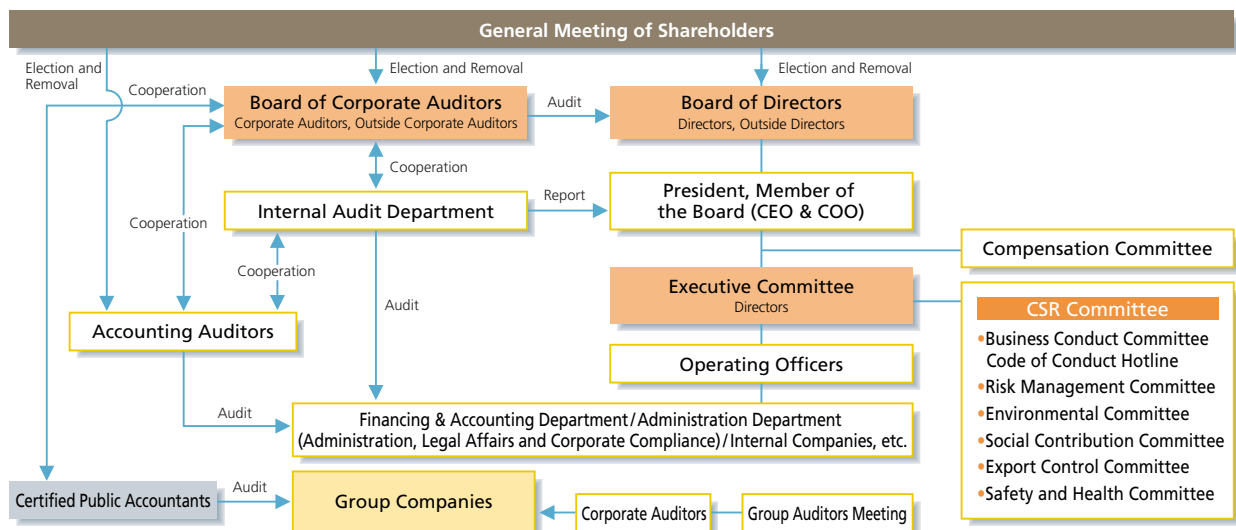 General Meeting of Shareholders
Election and
Removal
Election and Removal
Election and Removal
Cooperation
Board of Corporate Auditors
Corporate Auditors, Outside Corporate Auditors
Audit
Board of Directors
Directors, Outside Directors
Cooperation
Internal Audit Department
Report
President, Member of
the Board (CEO & COO)
Cooperation
Compensation Committee
Cooperation
Executive Committee
Directors
Audit
Accounting Auditors
CSR Committee
•Business Conduct Committee
Code of Conduct Hotline
•Risk Management Committee
•Environmental Committee
•Social Contribution Committee
•Export Control Committee
•Safety and Health Committee
Operating Officers
Audit
Financing & Accounting Department/Administration Department
(Administration, Legal Affairs and Corporate Compliance)/Internal Companies, etc.
Certified Public Accountants
Audit
Group Companies
Corporate Auditors
Group Auditors Meeting